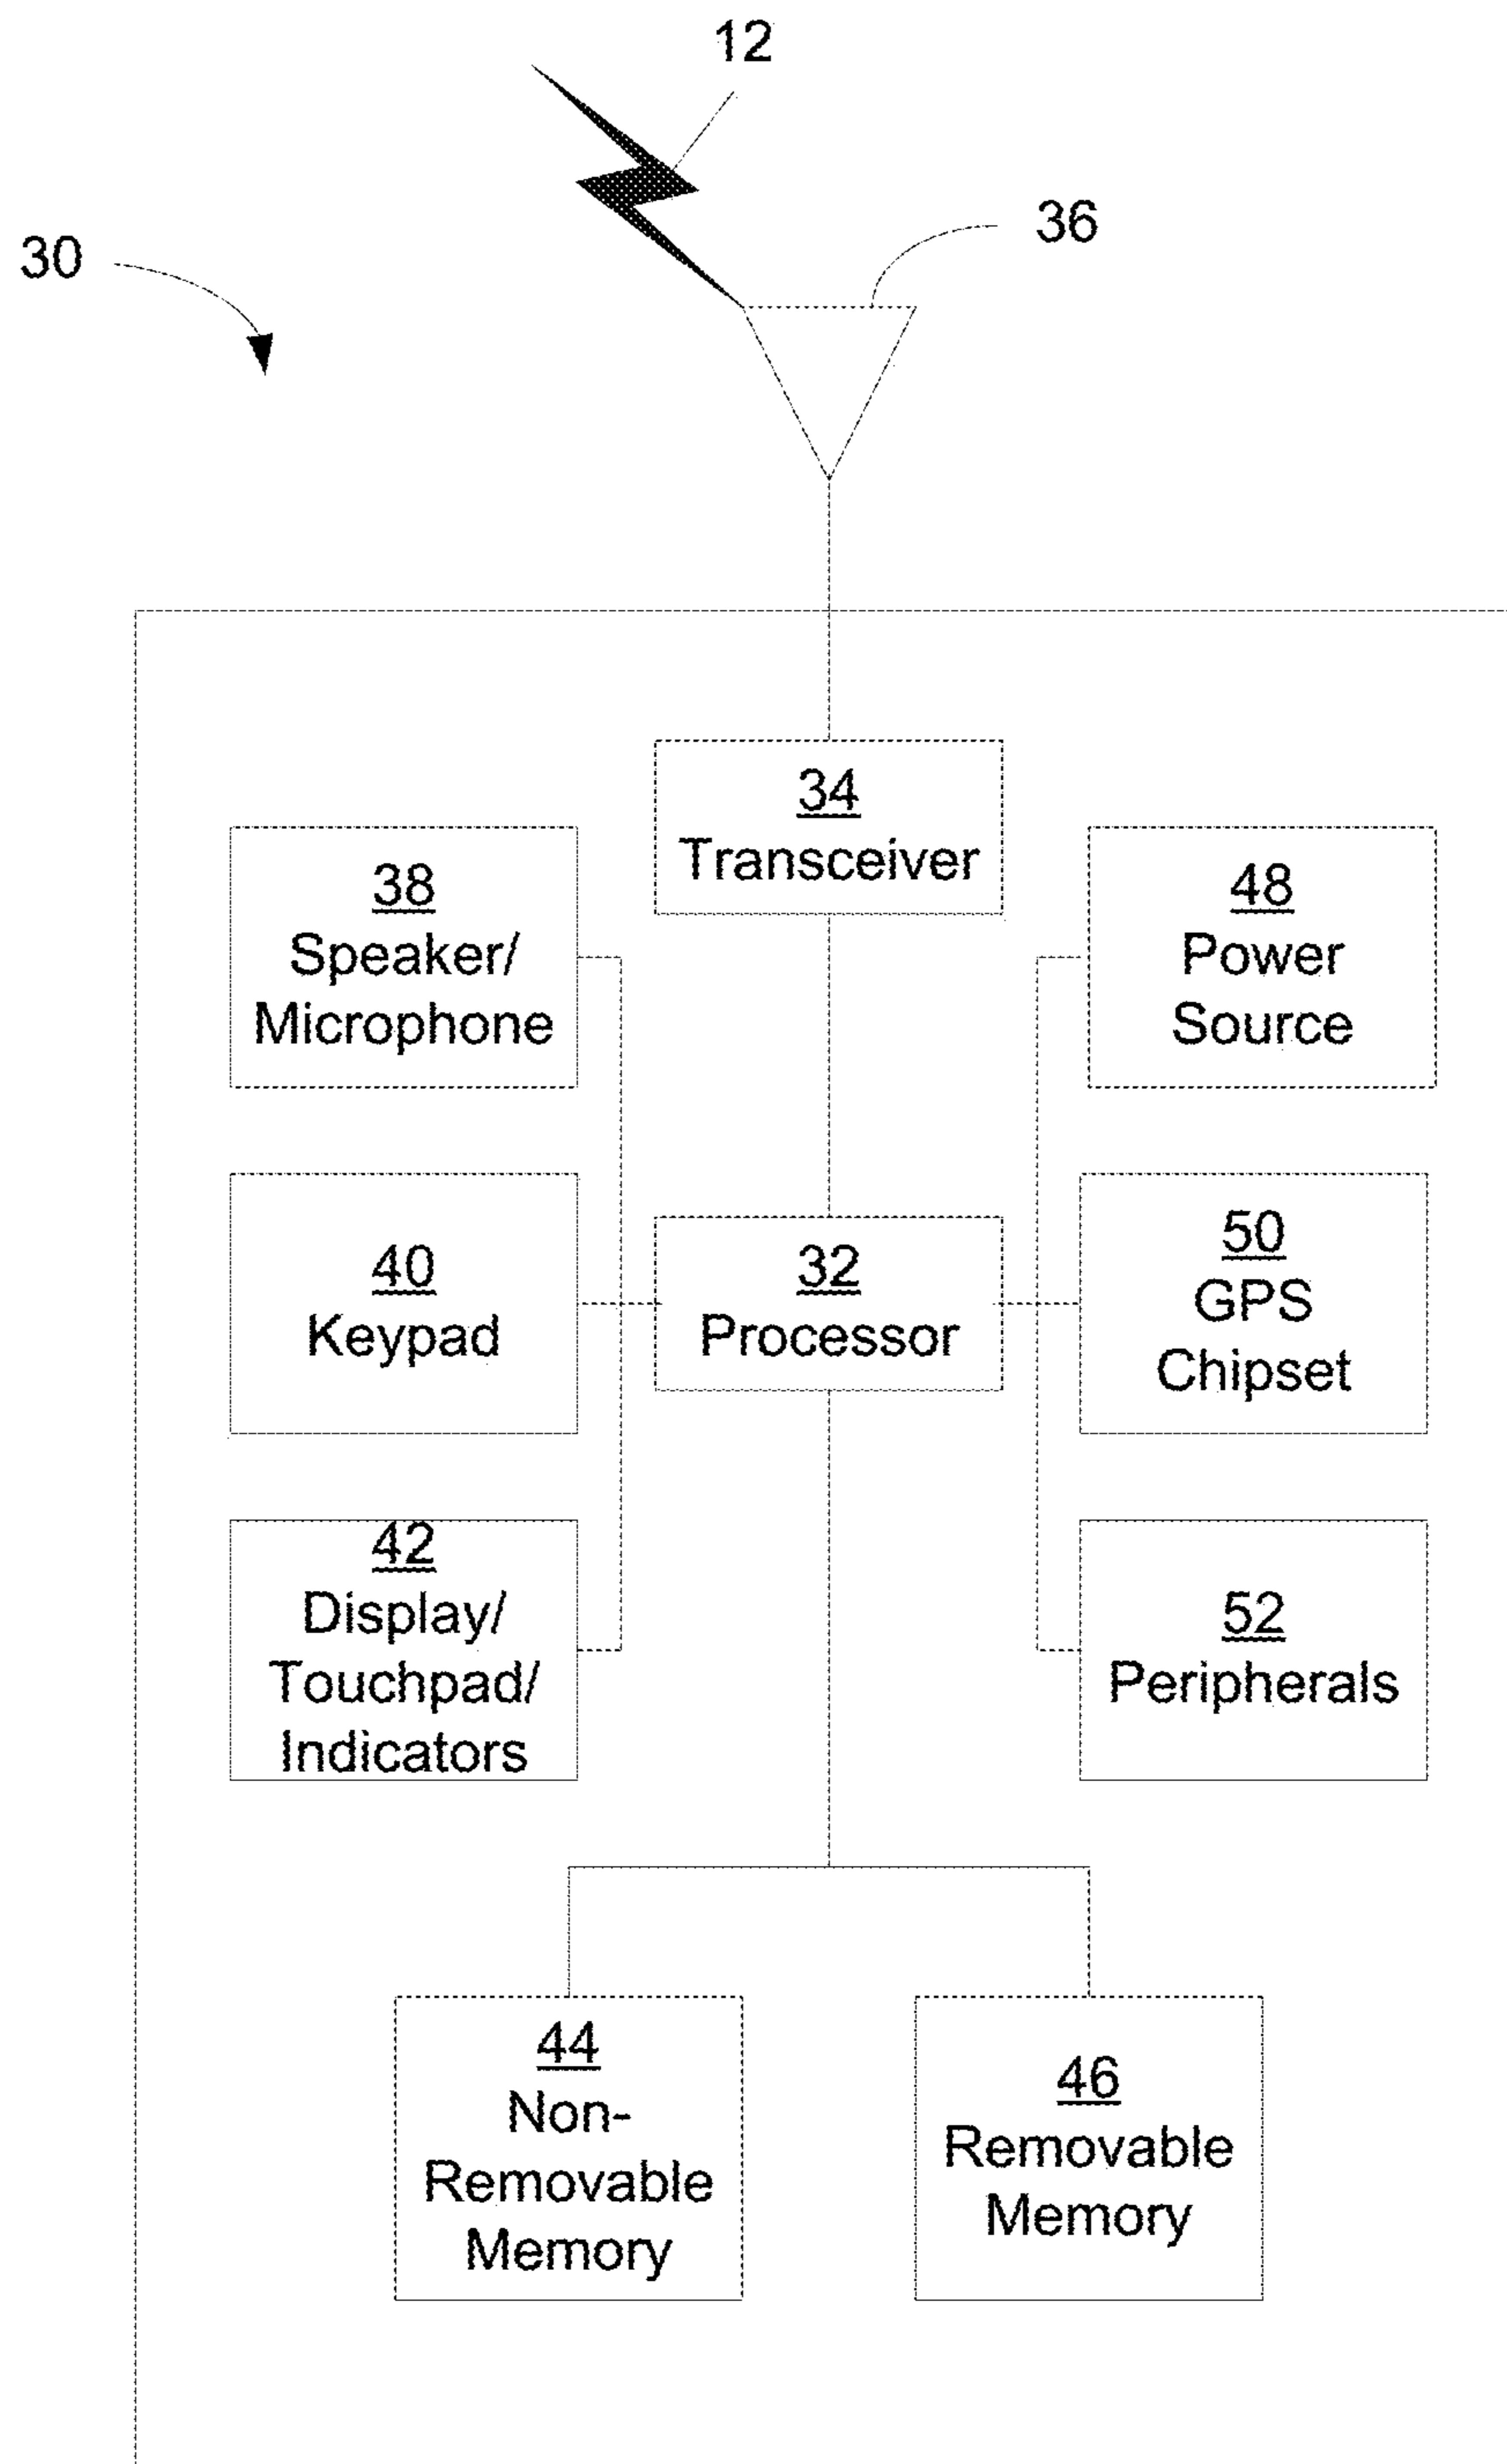 12
36
30
34
Transceiver
38
Speaker/
Microphone
48
Power
Source
40
Keypad
32
Processor
50
GPS
Chipset
42
Display/
Touchpad/
Indicators
52
Peripherals
44
Non-
Removable
Memory
46
Removable
Memory